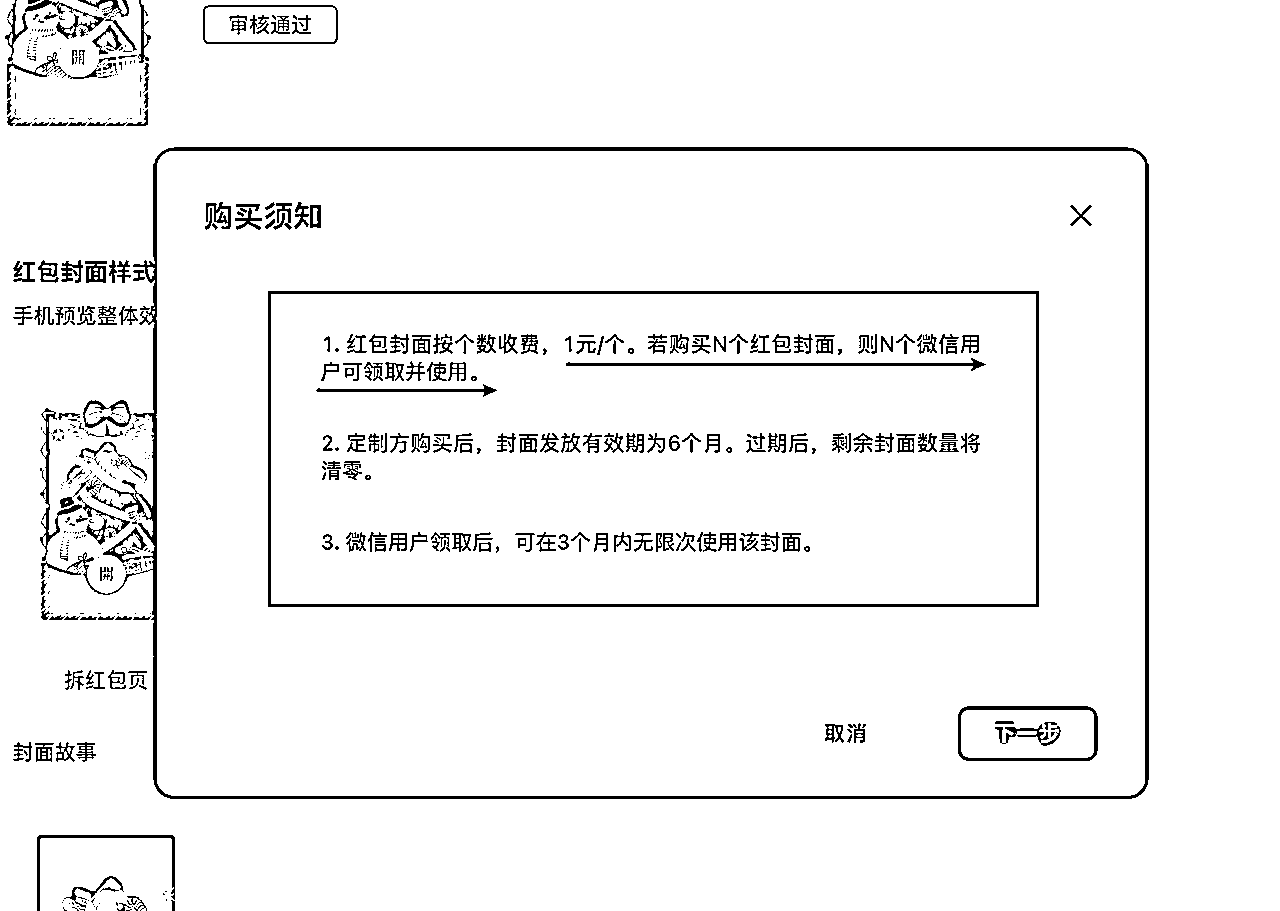 開
审核通过
购买须知
红包封面样式
手机预览整体效
1. 红包封面按个数收费，1元/个。若购买N个红包封面，则N个微信用
户可领取并使用。
2. 定制方购买后，封面发放有效期为6个月。过期后，剩余封面数量将
清零。
3. 微信用户领取后，可在3个月内无限次使用该封面。
開
拆红包页
封面故事
取消
下一步